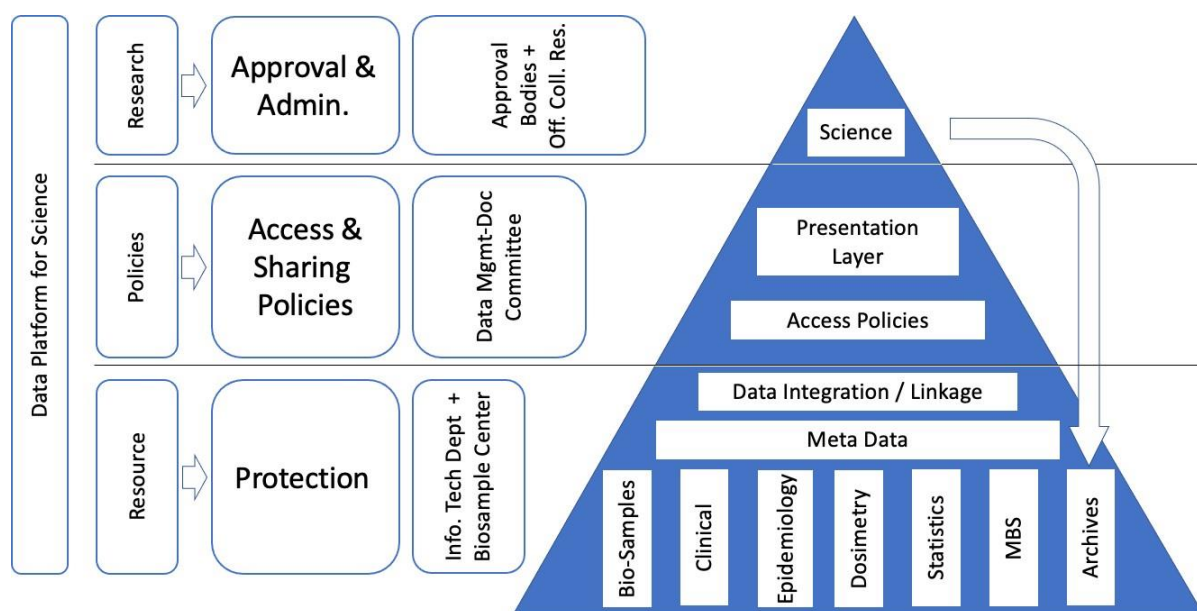 Data Platform for Science
Research
Approval &
Admin.
Approval
Bodies +
Off. Coll. Res.
Policies
Access &
Sharing
Policies
Data Mgmt-Doc
Committee
Resource
Protection
Info. Tech Dept +
Biosample Center
Science
Presentation
Layer
Access Policies
Data Integration / Linkage
Meta Data
Bio-Samples
Clinical
Epidemiology
Dosimetry
Statistics
MBS
Archives